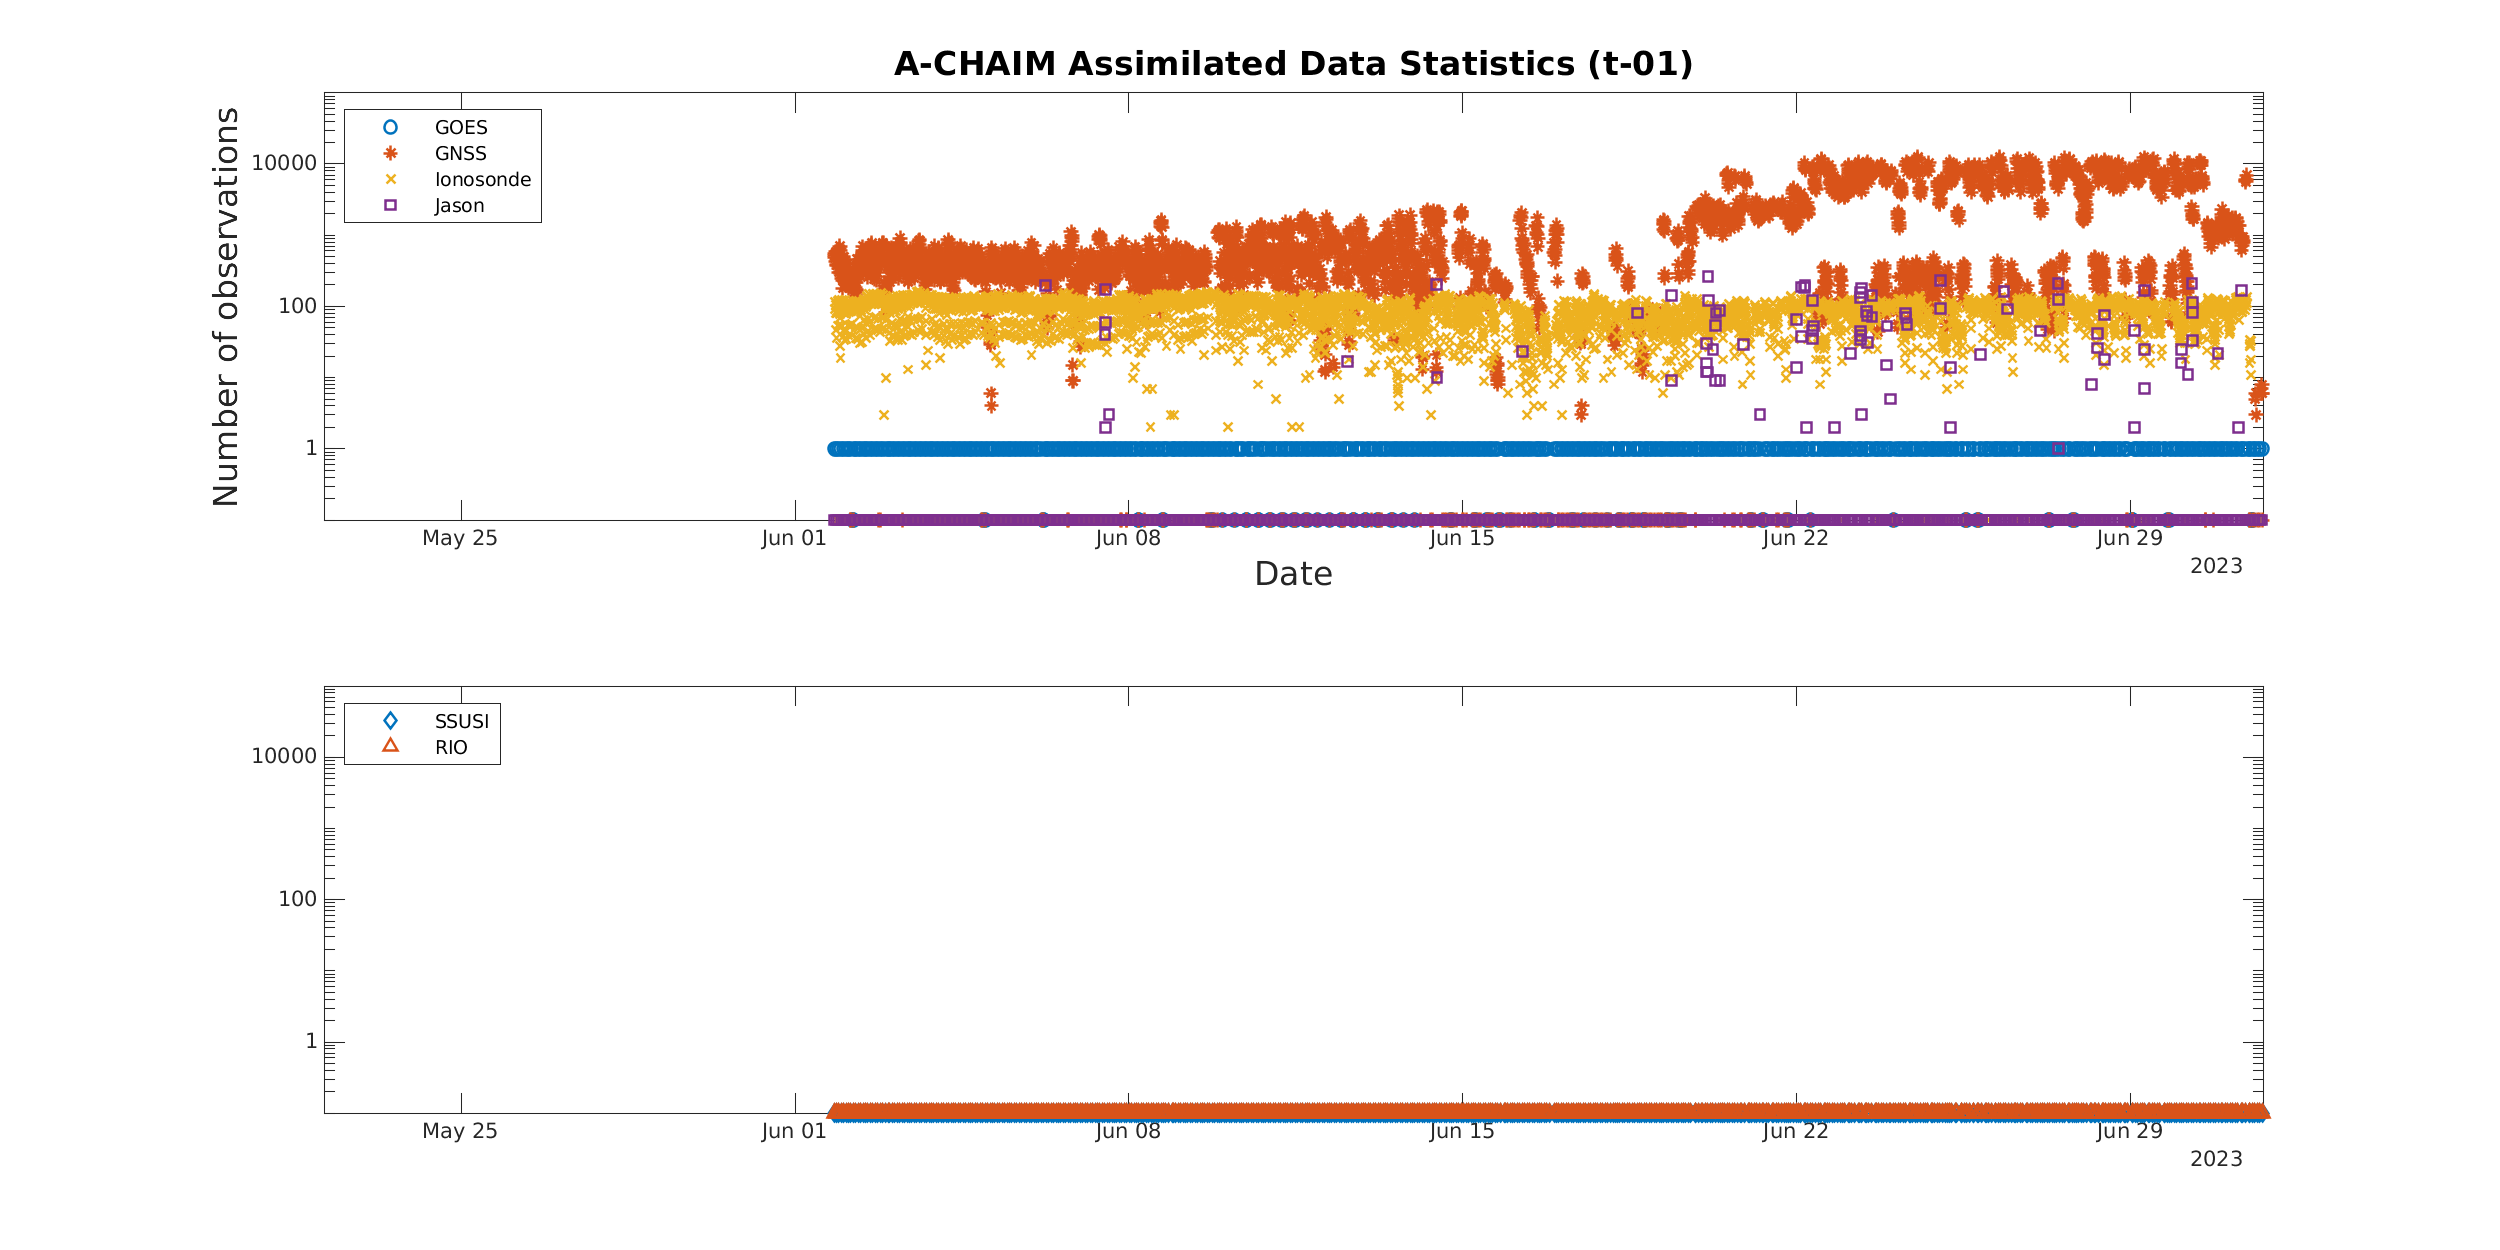 A-CHAIM Assimilated Data Statistics (t-01)
Number of observations
10000
100
1
GOES
GNSS
Ionosonde
Jason
May 25
Jun 01
Jun 08
Jun 15
Jun 22
Jun 29
2023
Date
10000
100
1
SSUSI
RIO
May 25
Jun 01
Jun 08
Jun 15
Jun 22
Jun 29
2023